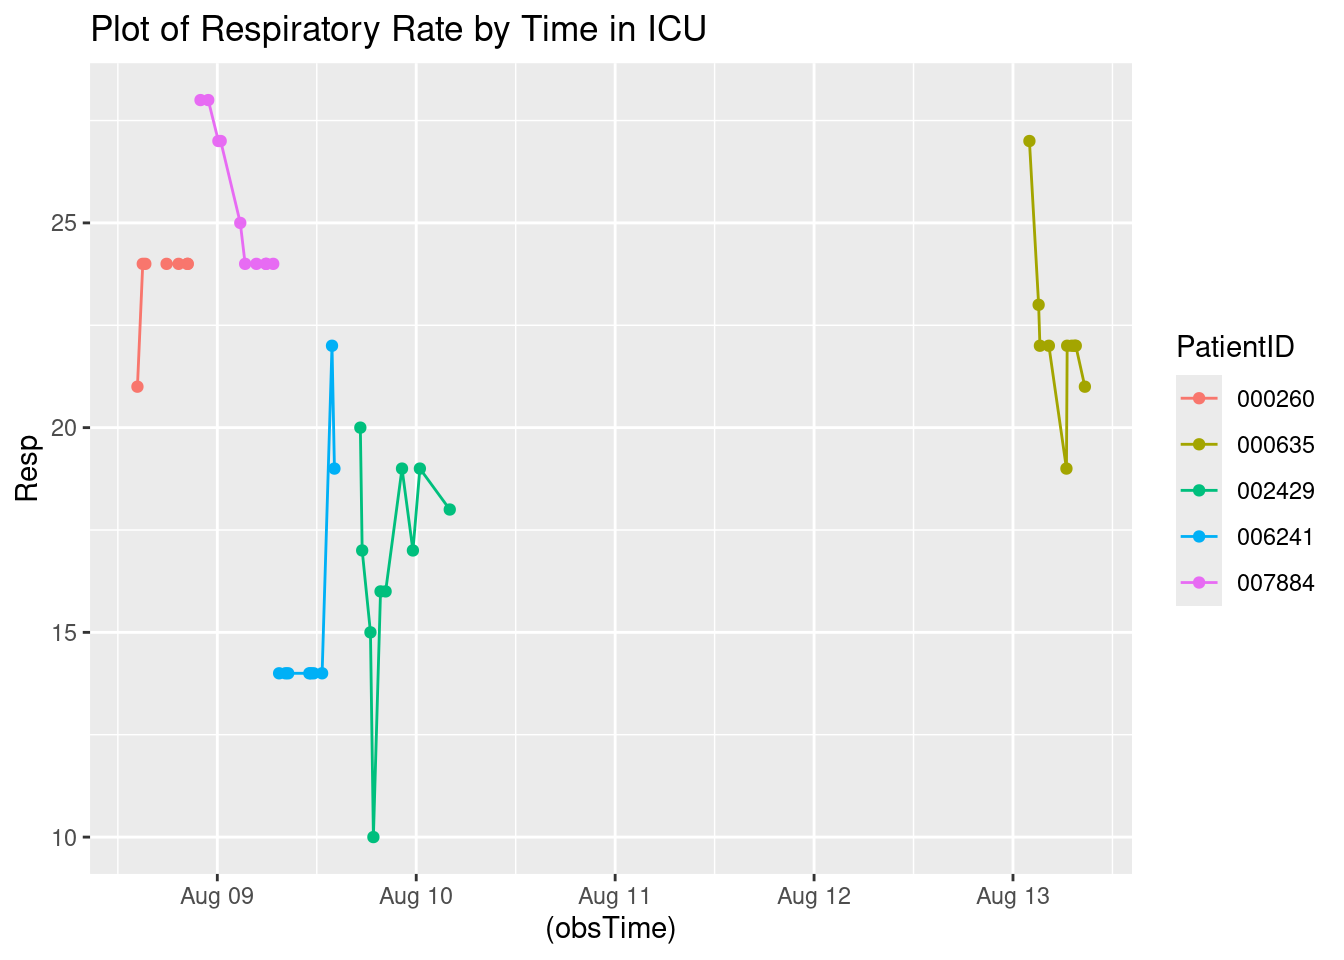 Plot of Respiratory Rate by Time in ICU
25
20
15
10
Resp
Aug 09
Aug 10
Aug 11
Aug 12
Aug 13
(obsTime)
PatientID
000260
000635
002429
006241
007884